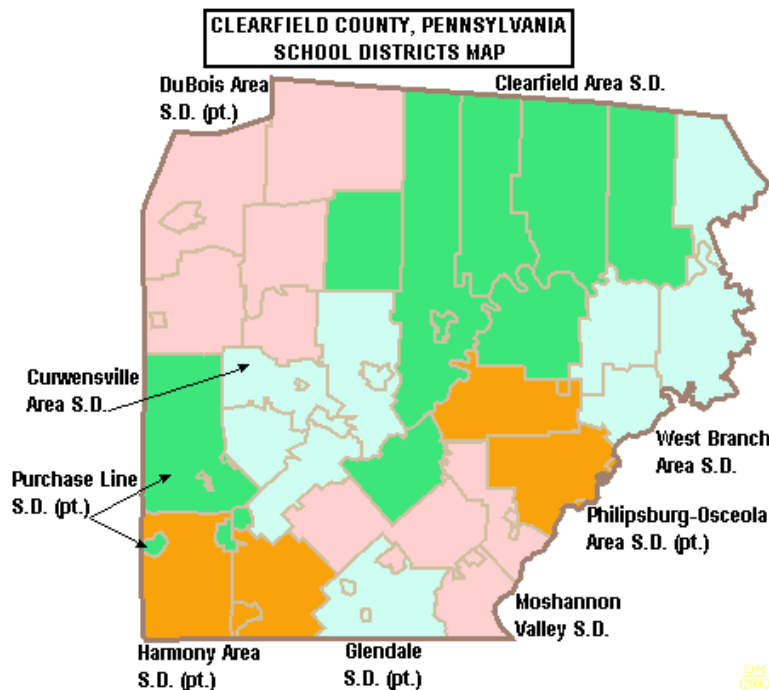 CLEARFIELD COUNTY, PENNSYLVANIA
SCHOOL DISTRICTS MAP
DuBois Area
S.D. (pt.)
Clearfield Area S.D.
Curwensville
Area S.D.
West Branch
Area S.D.
Purchase Line
S.D. (pt.)
Philipsburg-Osceola
Area S.D. (pt.)
Moshannon
Valley S.D.
Harmony Area
S.D. (pt.)
Glendale
S.D. (pt.)
(2006)